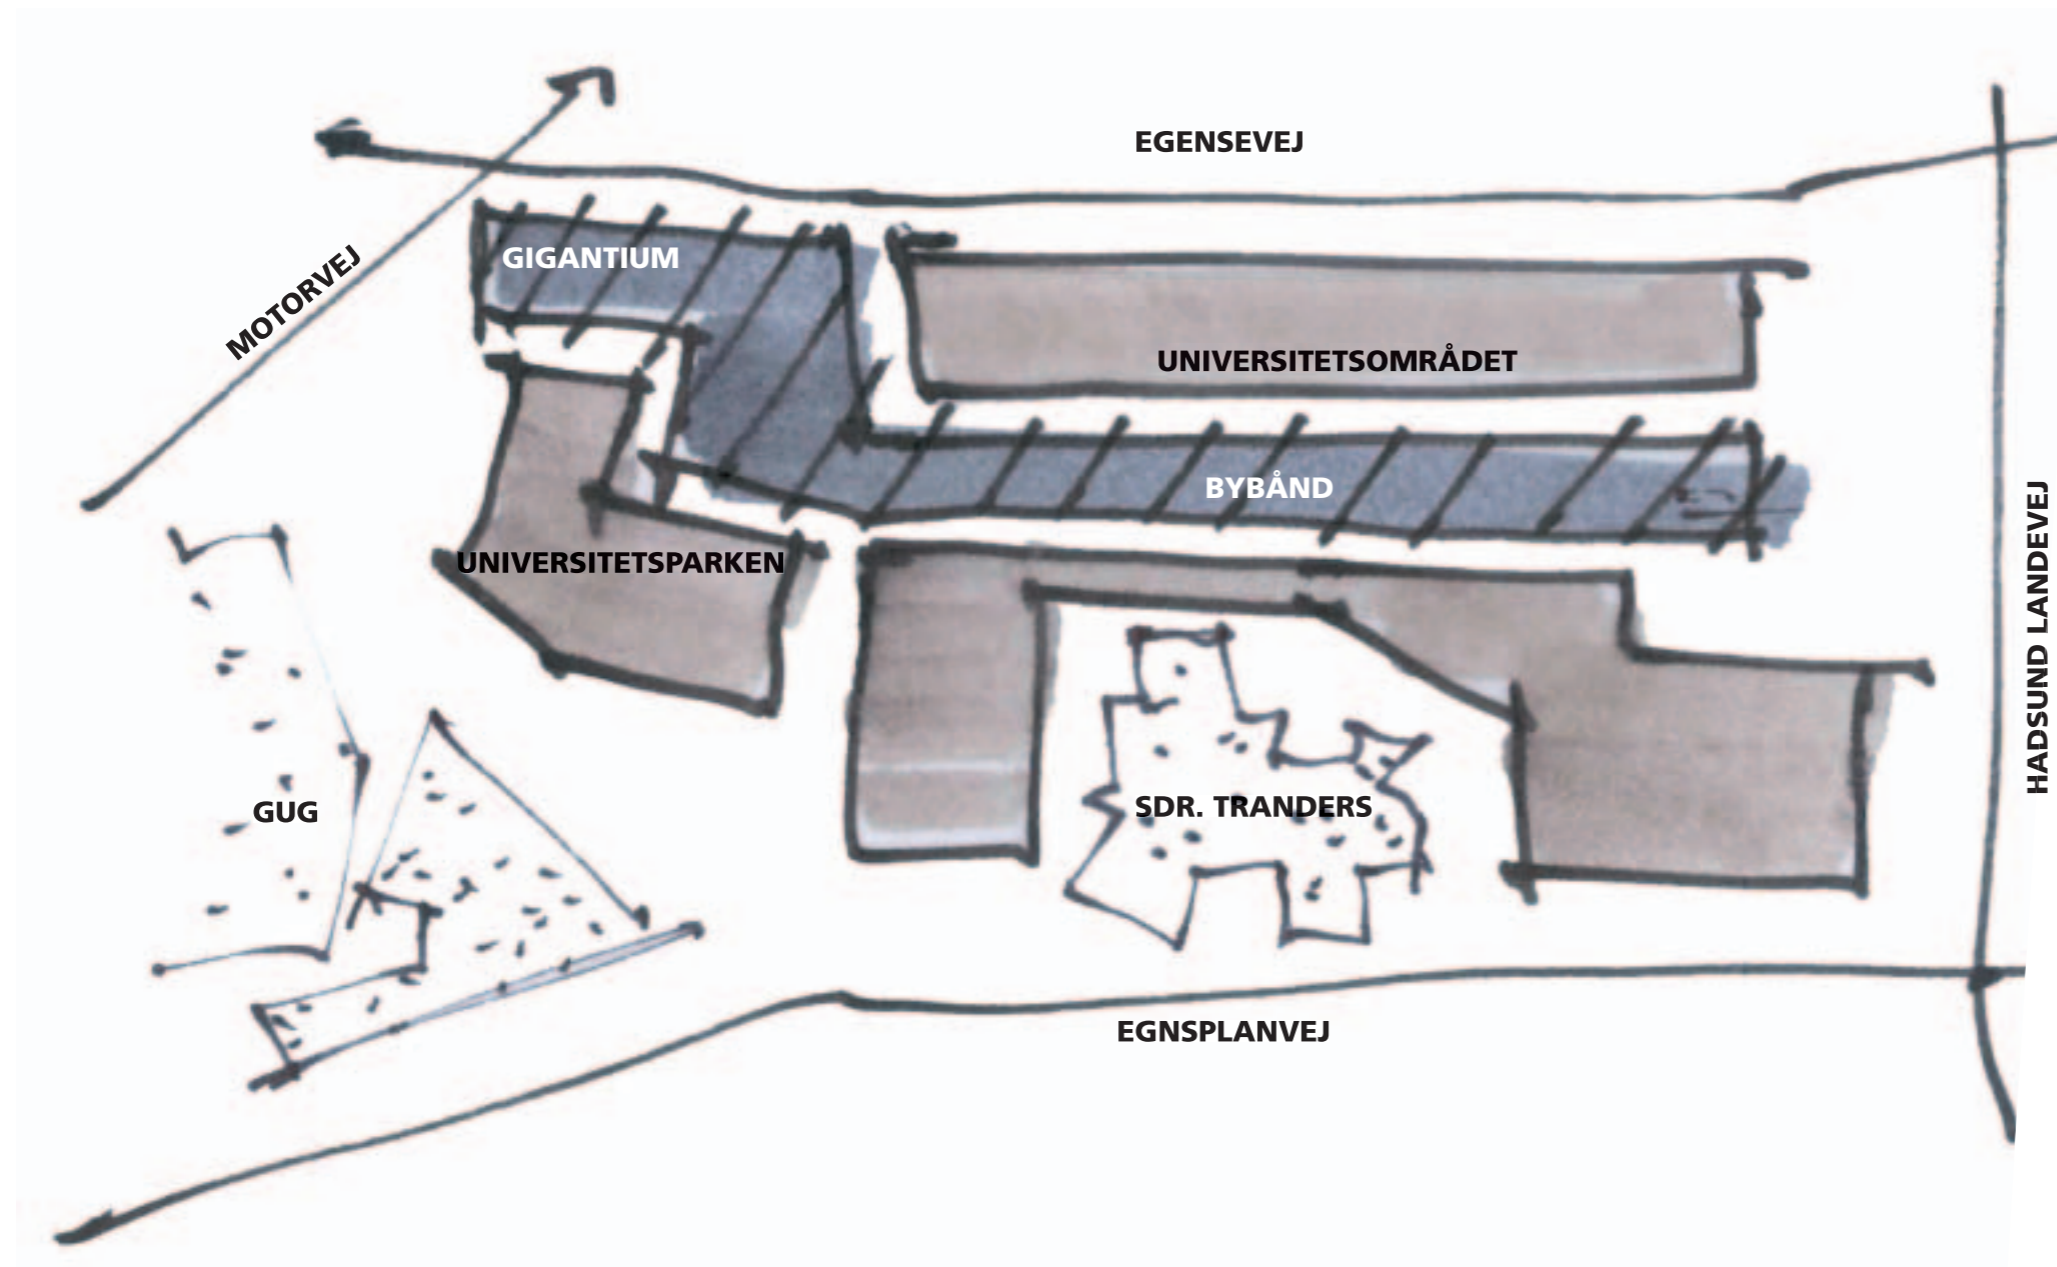 EGENSEVEJ
GIGANTIUM
MOTORVEJ
UNIVERSITETSOMRÅDET
BYBÅND
UNIVERSITETSPARKEN
HADSUND LANDEVEJ
GUG
SDR. TRANDERS
EGNSPLANVEJ